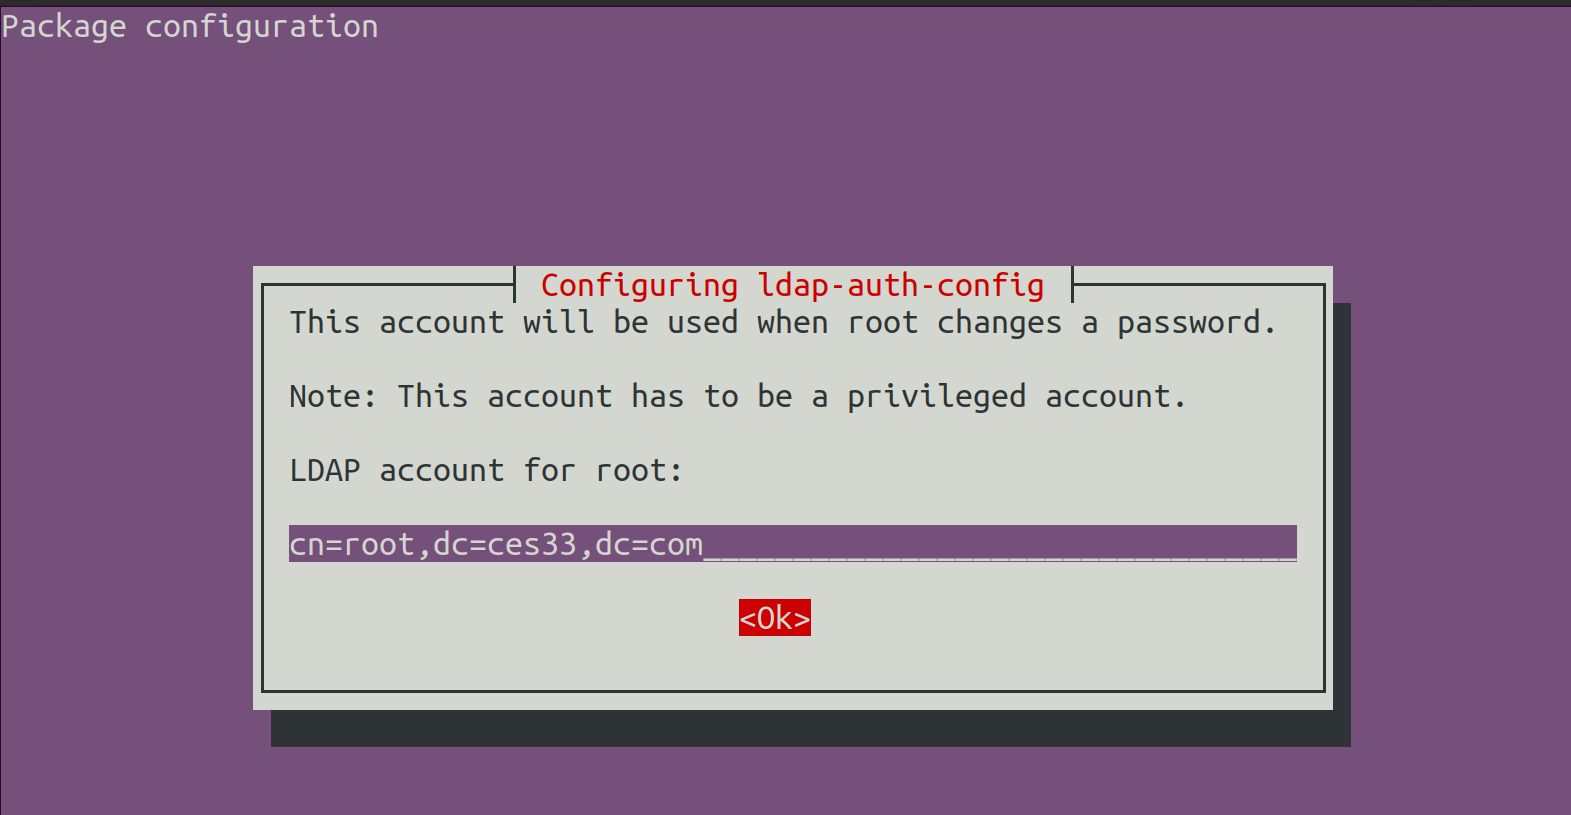 Package configuration
Configuring ldap-auth-config
This account will be used when root changes a password.
Note: This account has to be a privileged account.
LDAP account for root:
cn=root,dc=ces33,dc=com_________________________________
<Ok>